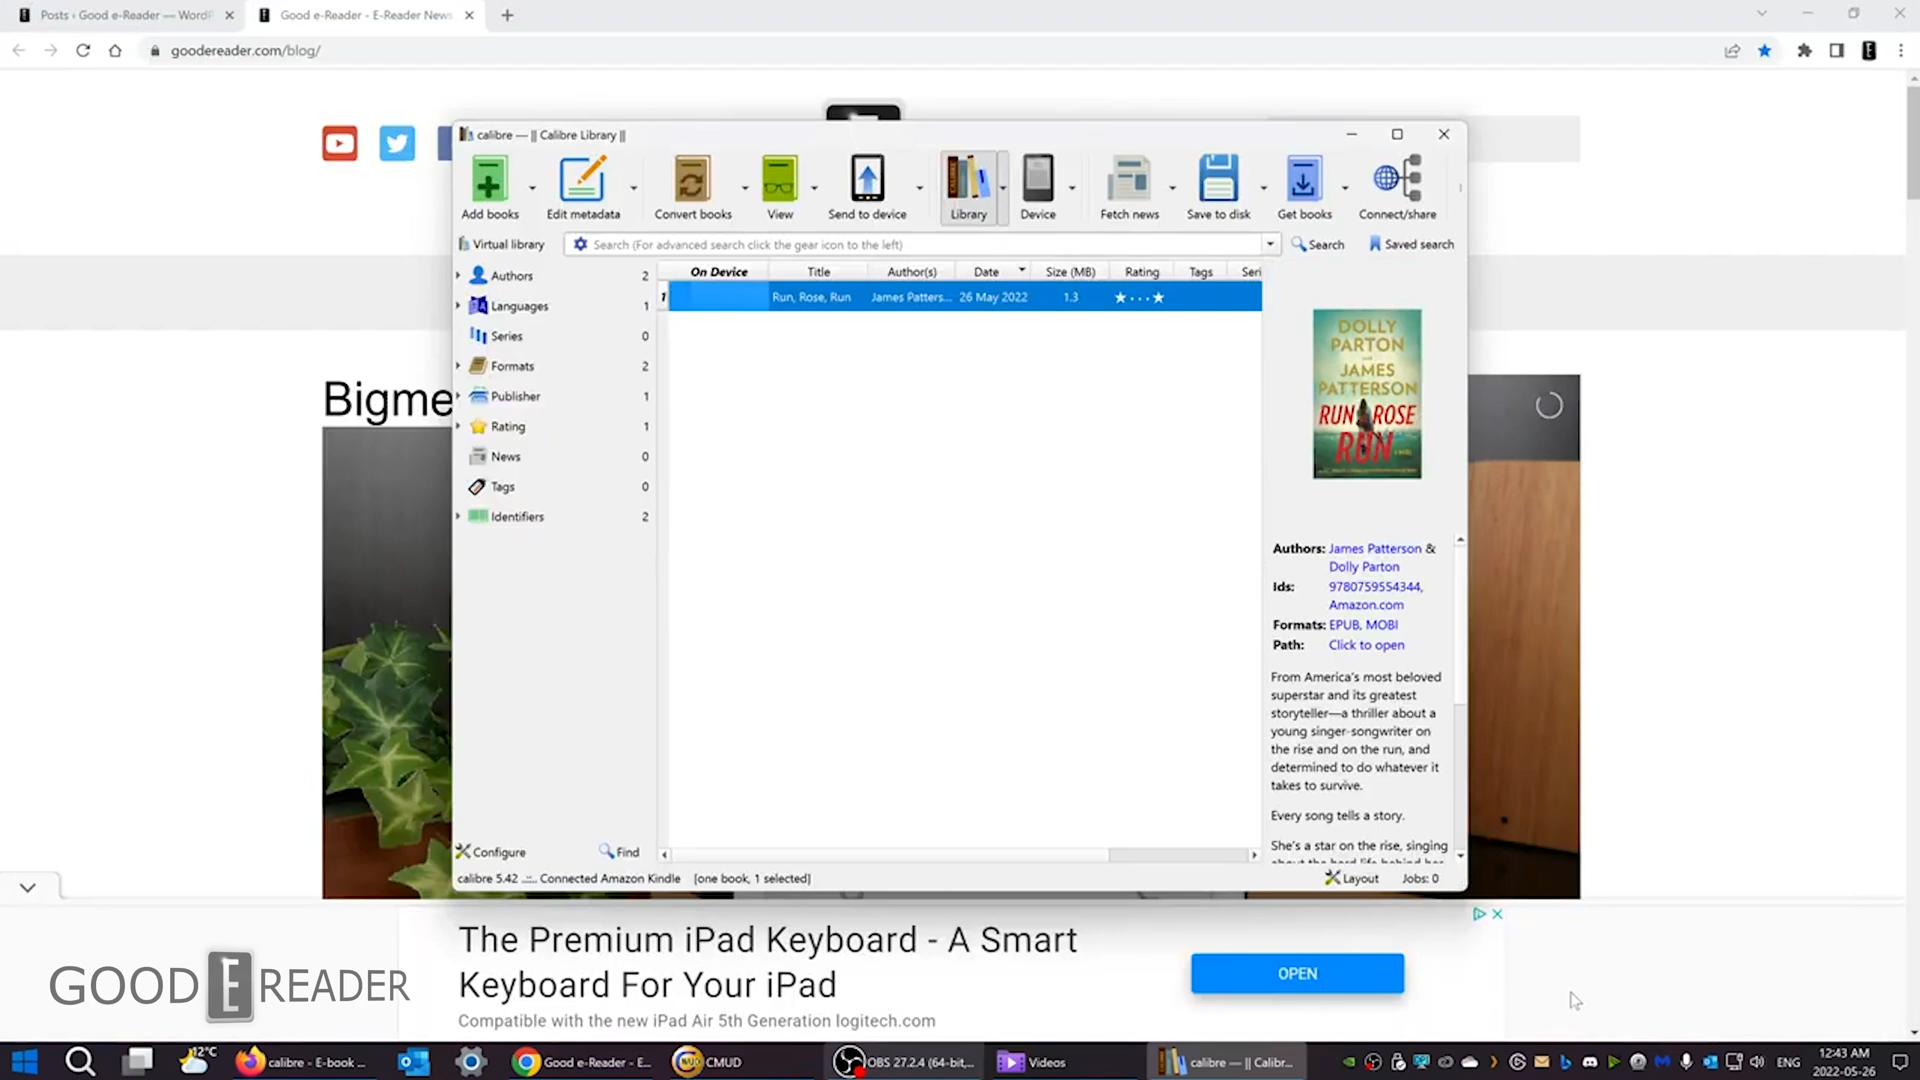 Posts ‹ Good e-Reader — WordP
Good e-Reader - E-Reader News
goodereader.com/blog/
calibre — || Calibre Library ||
Add books
Edit metadata
Convert books
View
Send to device
CALIBRE
Library
Device
Fetch news
Save to disk
Get books
Connect/share
Virtual library
Search (For advanced search click the gear icon to the left)
Search
Saved search
Authors 2
Languages 1
Series 0
Formats 2
Publisher 1
Rating 1
News 0
Tags 0
Identifiers 2
On Device Title Author(s) Date Size (MB) Rating Tags Seri
1 Run, Rose, Run James Patters... 26 May 2022 1.3 ★···★
DOLLY
PARTON
JAMES
PATTERSON
RUN ROSE
RUN
Authors: James Patterson &
Dolly Parton
Ids: 9780759554344,
Amazon.com
Formats: EPUB, MOBI
Path: Click to open
From America's most beloved
superstar and its greatest
storyteller—a thriller about a
young singer-songwriter on
the rise and on the run, and
determined to do whatever it
takes to survive.
Every song tells a story.
She's a star on the rise, singing
Bigme
Configure
Find
calibre 5.42 ..::.. Connected Amazon Kindle [one book, 1 selected]
Layout
Jobs: 0
The Premium iPad Keyboard - A Smart
Keyboard For Your iPad
Compatible with the new iPad Air 5th Generation logitech.com
OPEN
GOOD E READER
12°C
calibre - E-book ...
Good e-Reader - E...
CMUD
OBS 27.2.4 (64-bit,...
Videos
calibre — || Calibr...
ENG
12:43 AM
2022-05-26